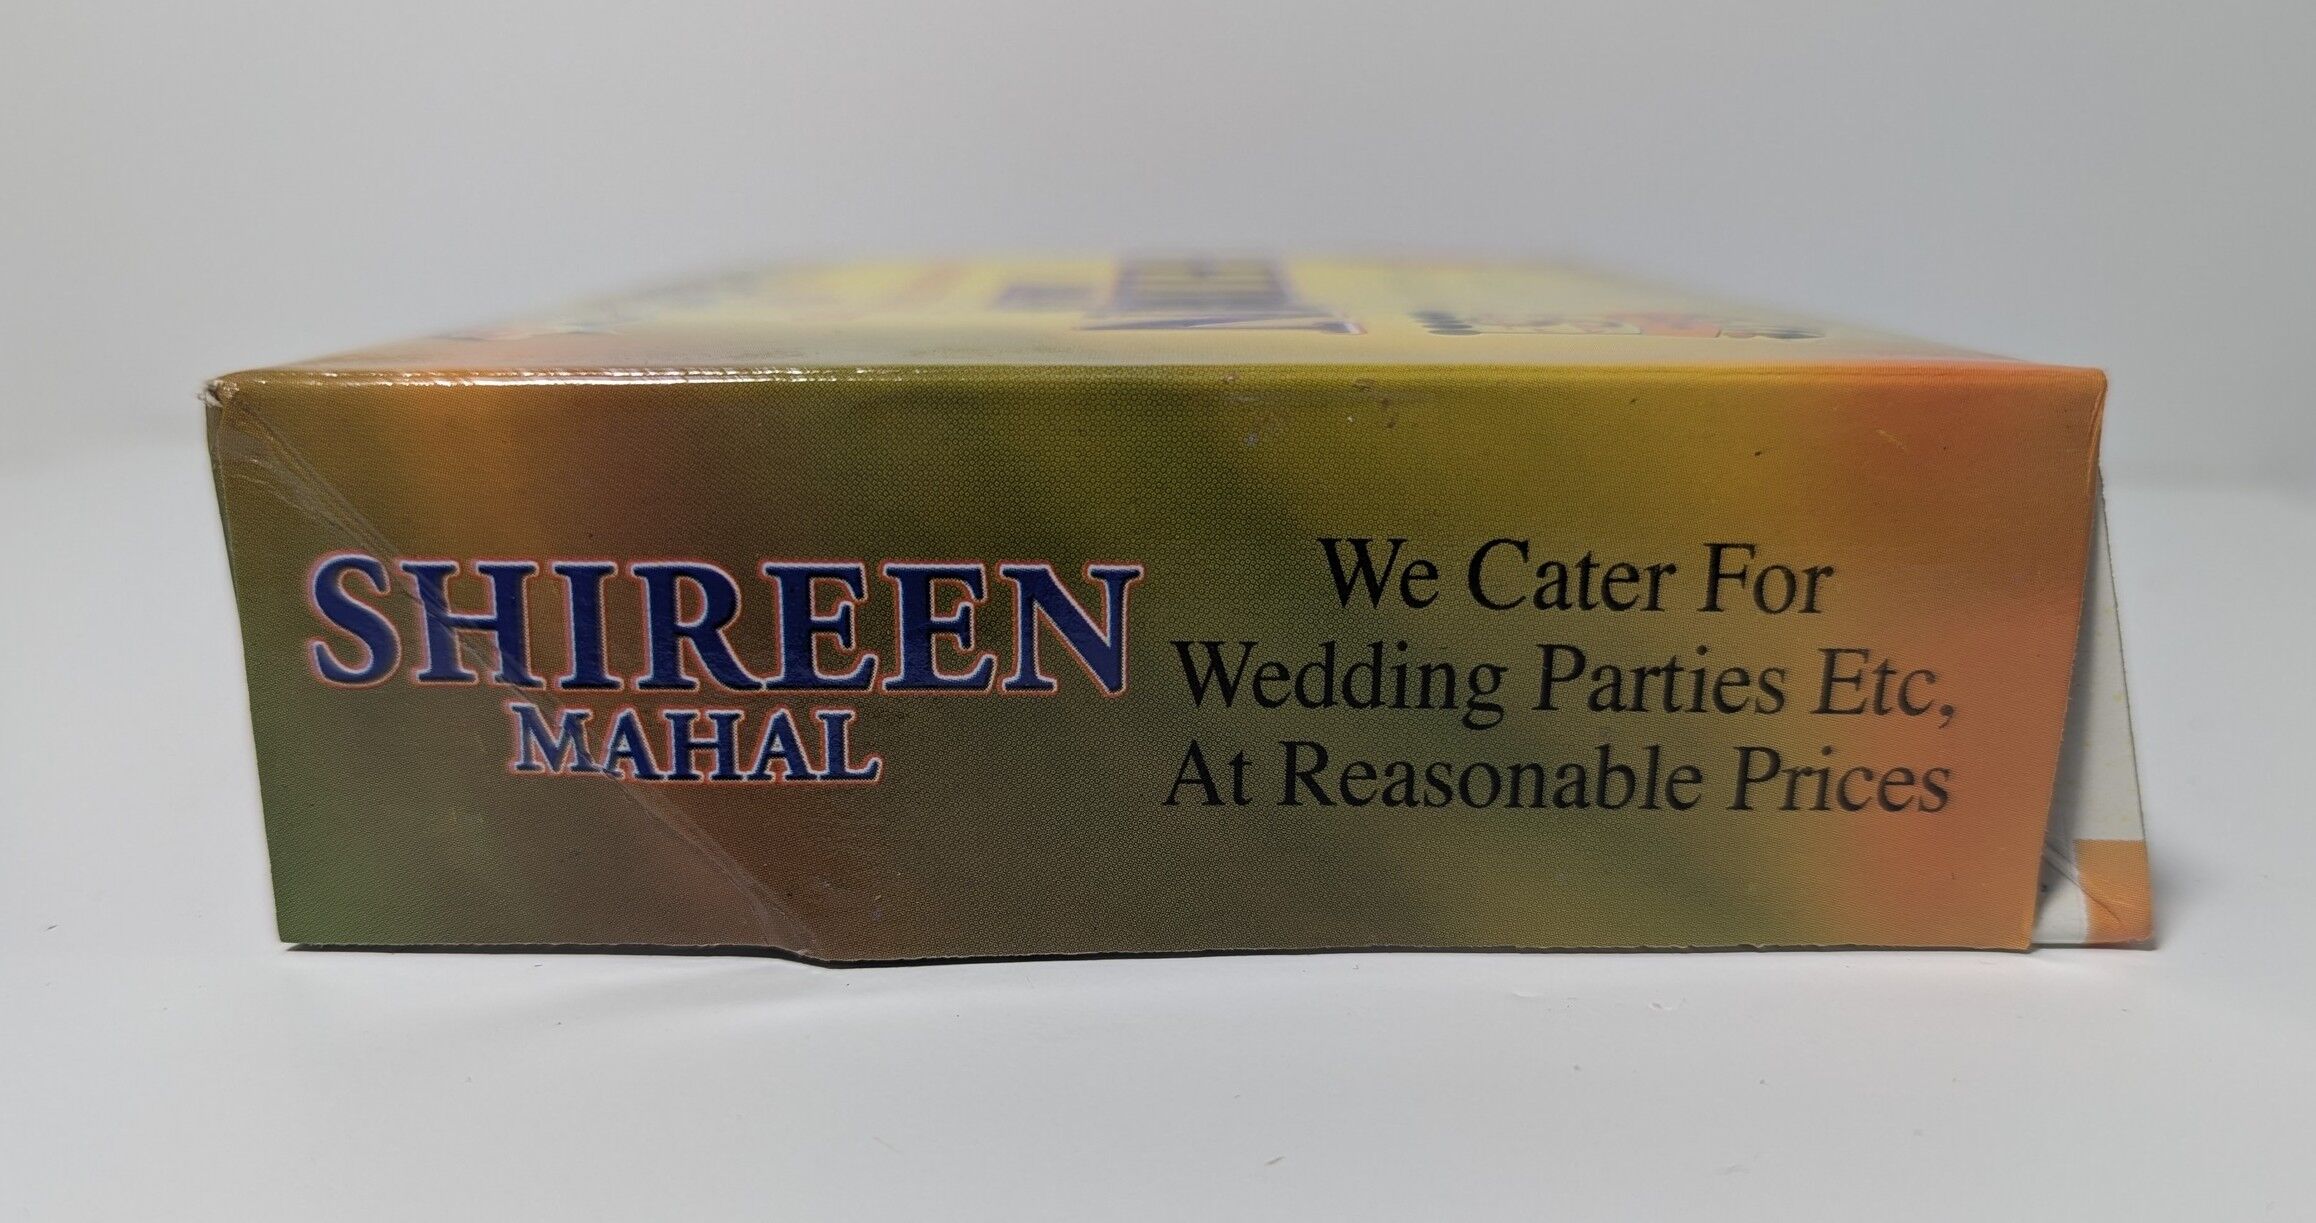 SHIREEN
MAHAL
We Cater For
Wedding Parties Etc,
At Reasonable Prices